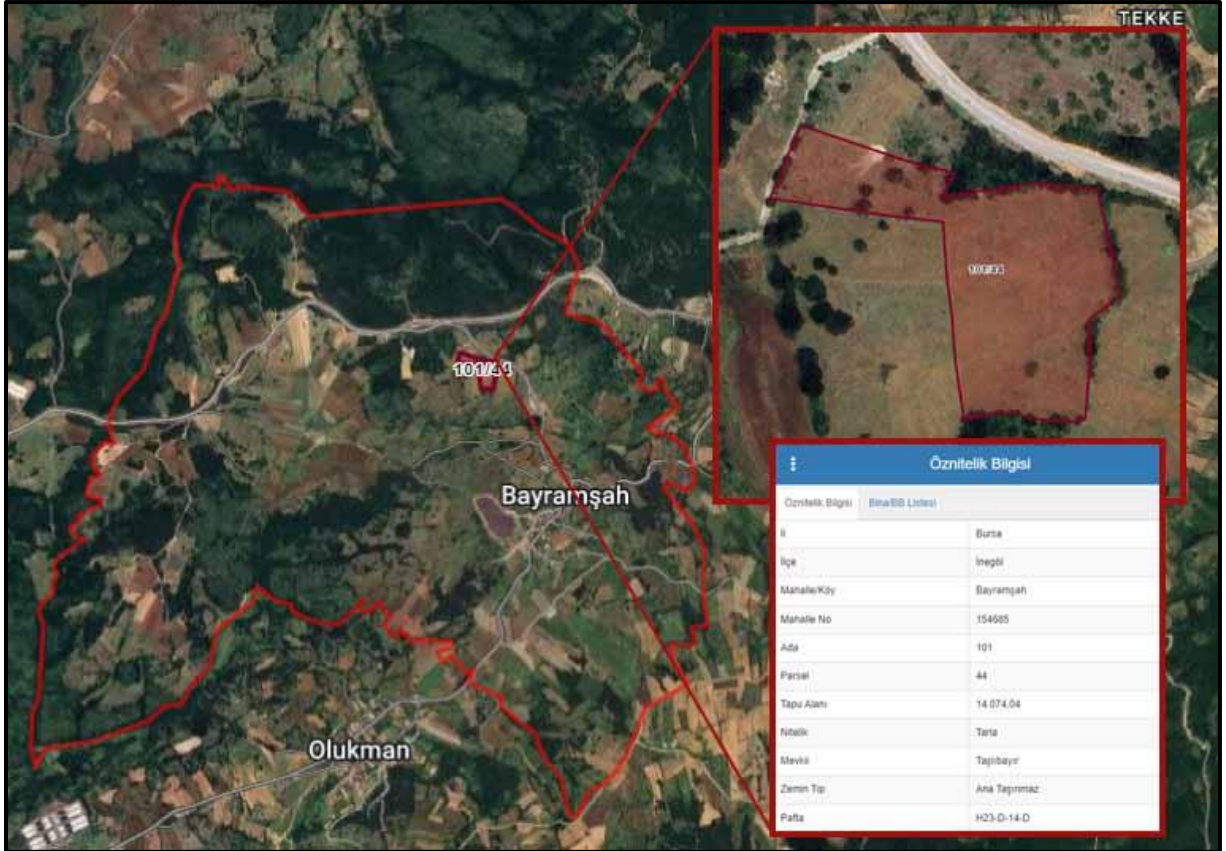 TEKKE
101/44
101/44
Bayramşah
Olukman
Öznitelik Bilgisi
Öznitelik Bilgisi Bina/BB Listesi
İl Bursa
İlçe İnegöl
Mahalle/Köy Bayramşah
Mahalle No 154685
Ada 101
Parsel 44
Tapu Alanı 14.074,04
Nitelik Tarla
Mevkii Taşlıbayır
Zemin Tip Ana Taşınmaz
Pafta H23-D-14-D